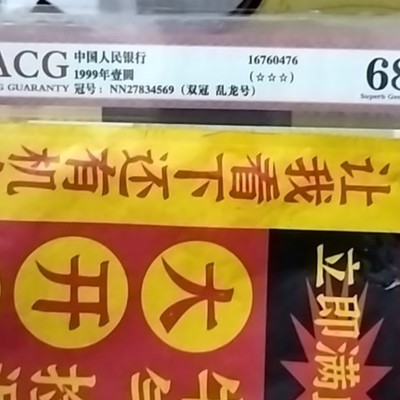 ACG
GUARANTY
中国人民银行
1999年壹圆
冠号：NN27834569（双冠 乱龙号）
16760476
（☆☆☆）
68
Superb
让我看下还有机
大开
立即满